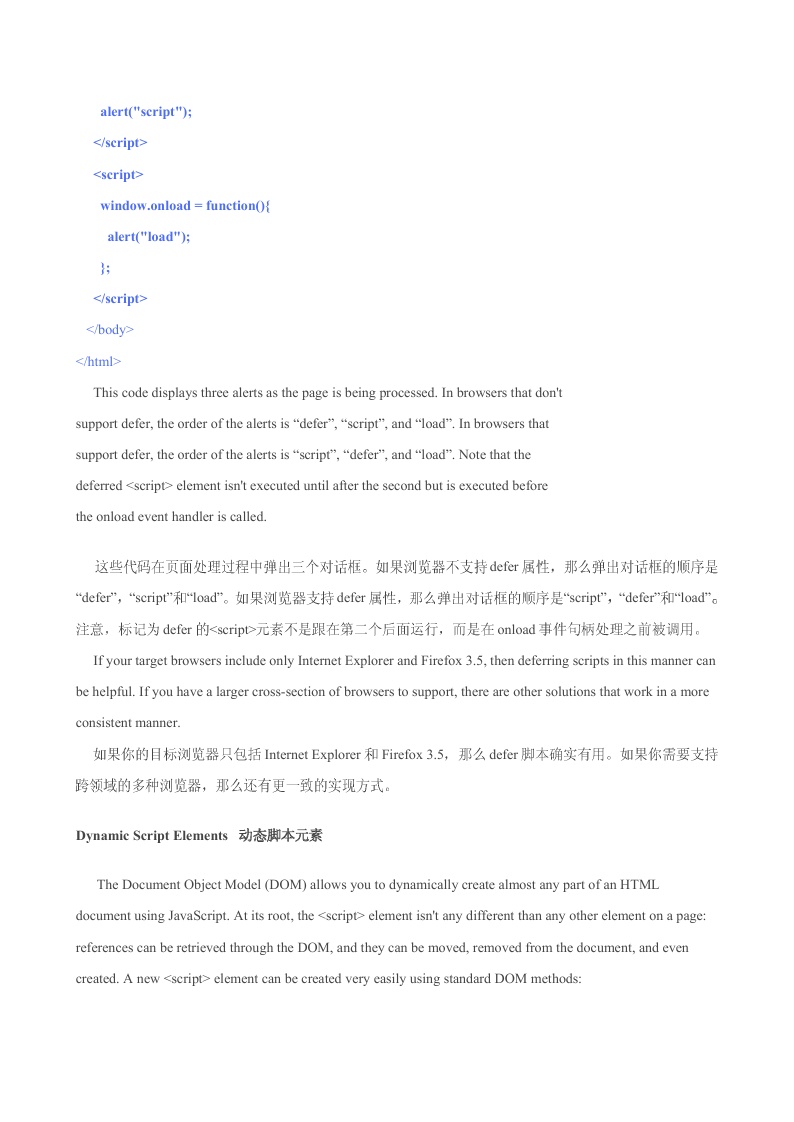 alert("script");
</script>
<script>
window.onload = function(){
alert("load");
};
</script>
</body>
</html>
This code displays three alerts as the page is being processed. In browsers that don't
support defer, the order of the alerts is “defer”, “script”, and “load”. In browsers that
support defer, the order of the alerts is “script”, “defer”, and “load”. Note that the
deferred <script> element isn't executed until after the second but is executed before
the onload event handler is called.
这些代码在页面处理过程中弹出三个对话框。如果浏览器不支持 defer 属性，那么弹出对话框的顺序是
“defer”，“script”和“load”。如果浏览器支持 defer 属性，那么弹出对话框的顺序是“script”，“defer”和“load”。
注意，标记为 defer 的<script>元素不是跟在第二个后面运行，而是在 onload 事件句柄处理之前被调用。
If your target browsers include only Internet Explorer and Firefox 3.5, then deferring scripts in this manner can
be helpful. If you have a larger cross-section of browsers to support, there are other solutions that work in a more
consistent manner.
如果你的目标浏览器只包括 Internet Explorer 和 Firefox 3.5，那么 defer 脚本确实有用。如果你需要支持
跨领域的多种浏览器，那么还有更一致的实现方式。
Dynamic Script Elements 动态脚本元素
The Document Object Model (DOM) allows you to dynamically create almost any part of an HTML
document using JavaScript. At its root, the <script> element isn't any different than any other element on a page:
references can be retrieved through the DOM, and they can be moved, removed from the document, and even
created. A new <script> element can be created very easily using standard DOM methods: